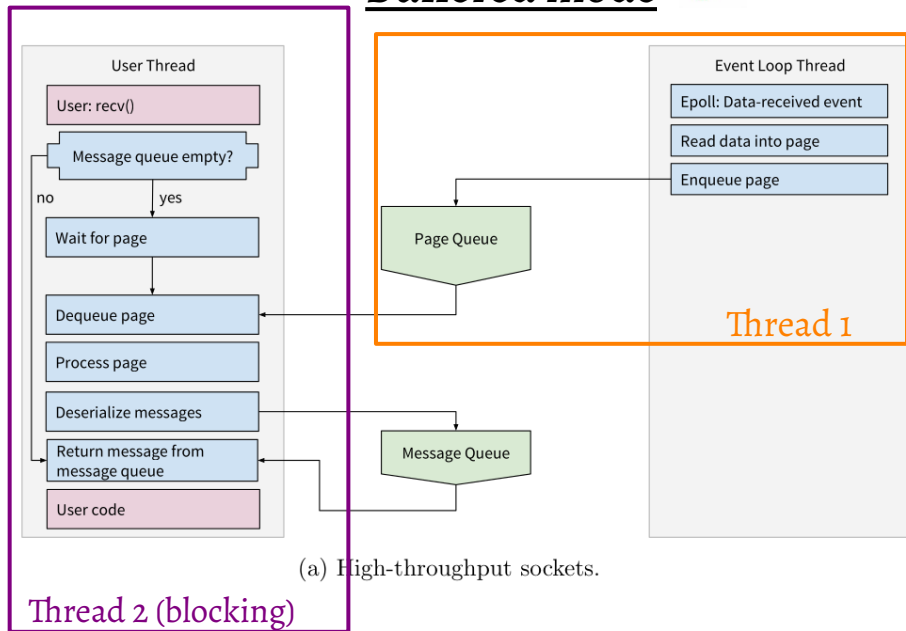 Buffered mode
User Thread
User: recv()
Message queue empty?
no
yes
Wait for page
Dequeue page
Process page
Deserialize messages
Return message from
message queue
User code
Page Queue
Message Queue
Event Loop Thread
Epoll: Data-received event
Read data into page
Enqueue page
Thread 1
(a) High-throughput sockets.
Thread 2 (blocking)